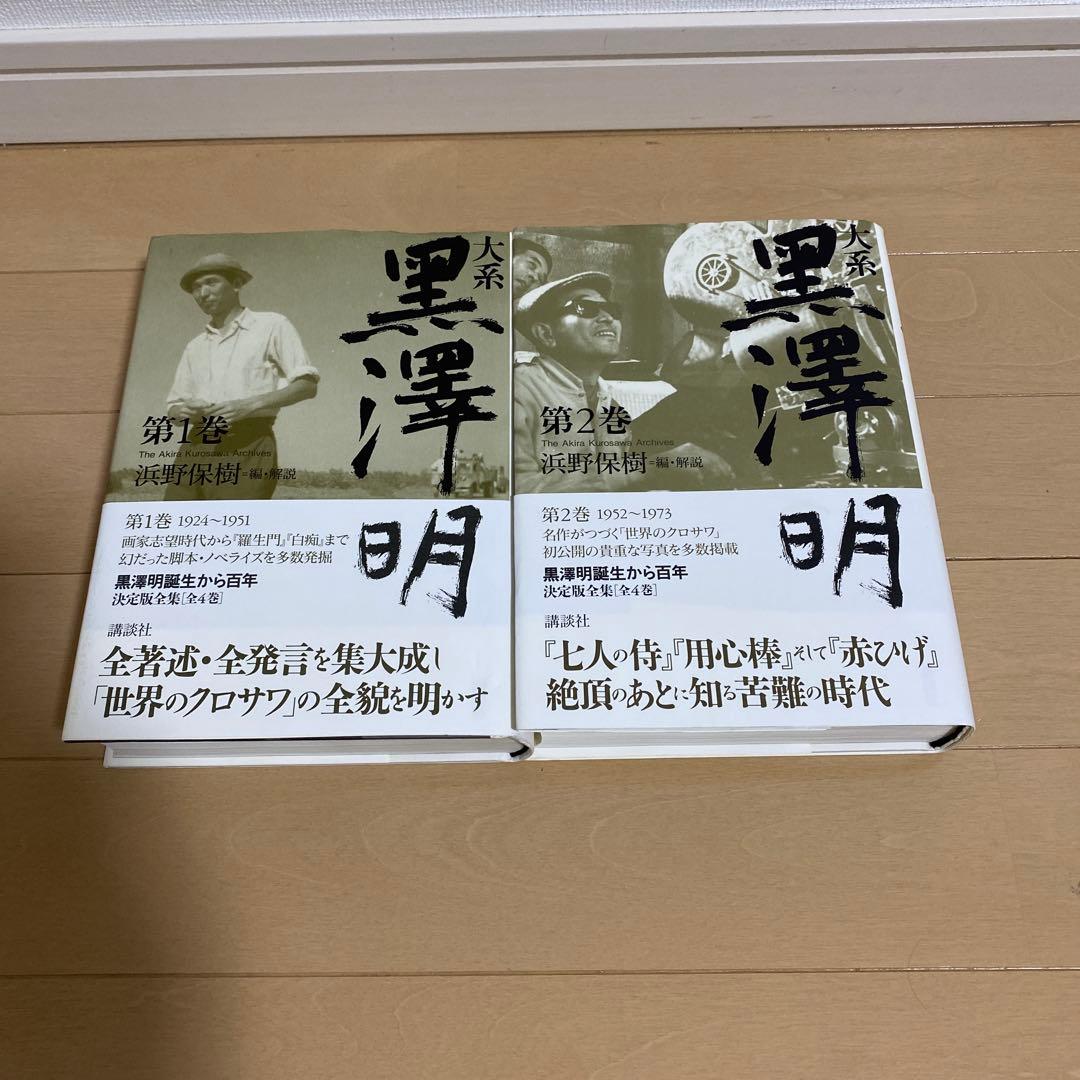 大系
黒澤明
第1巻
The Akira Kurosawa Archives
浜野保樹=編・解説
第1巻 1924〜1951
画家志望時代から『羅生門』『白痴』まで
幻だった脚本・ノベライズを多数発掘
黒澤明誕生から百年
決定版全集[全4巻]
講談社
全著述・全発言を集大成し
「世界のクロサワ」の全貌を明かす
大系
黒澤明
第2巻
The Akira Kurosawa Archives
浜野保樹=編・解説
第2巻 1952〜1973
名作がつづく「世界のクロサワ」
初公開の貴重な写真を多数掲載
黒澤明誕生から百年
決定版全集[全4巻]
講談社
『七人の侍』『用心棒』そして『赤ひげ』
絶頂のあとに知る苦難の時代